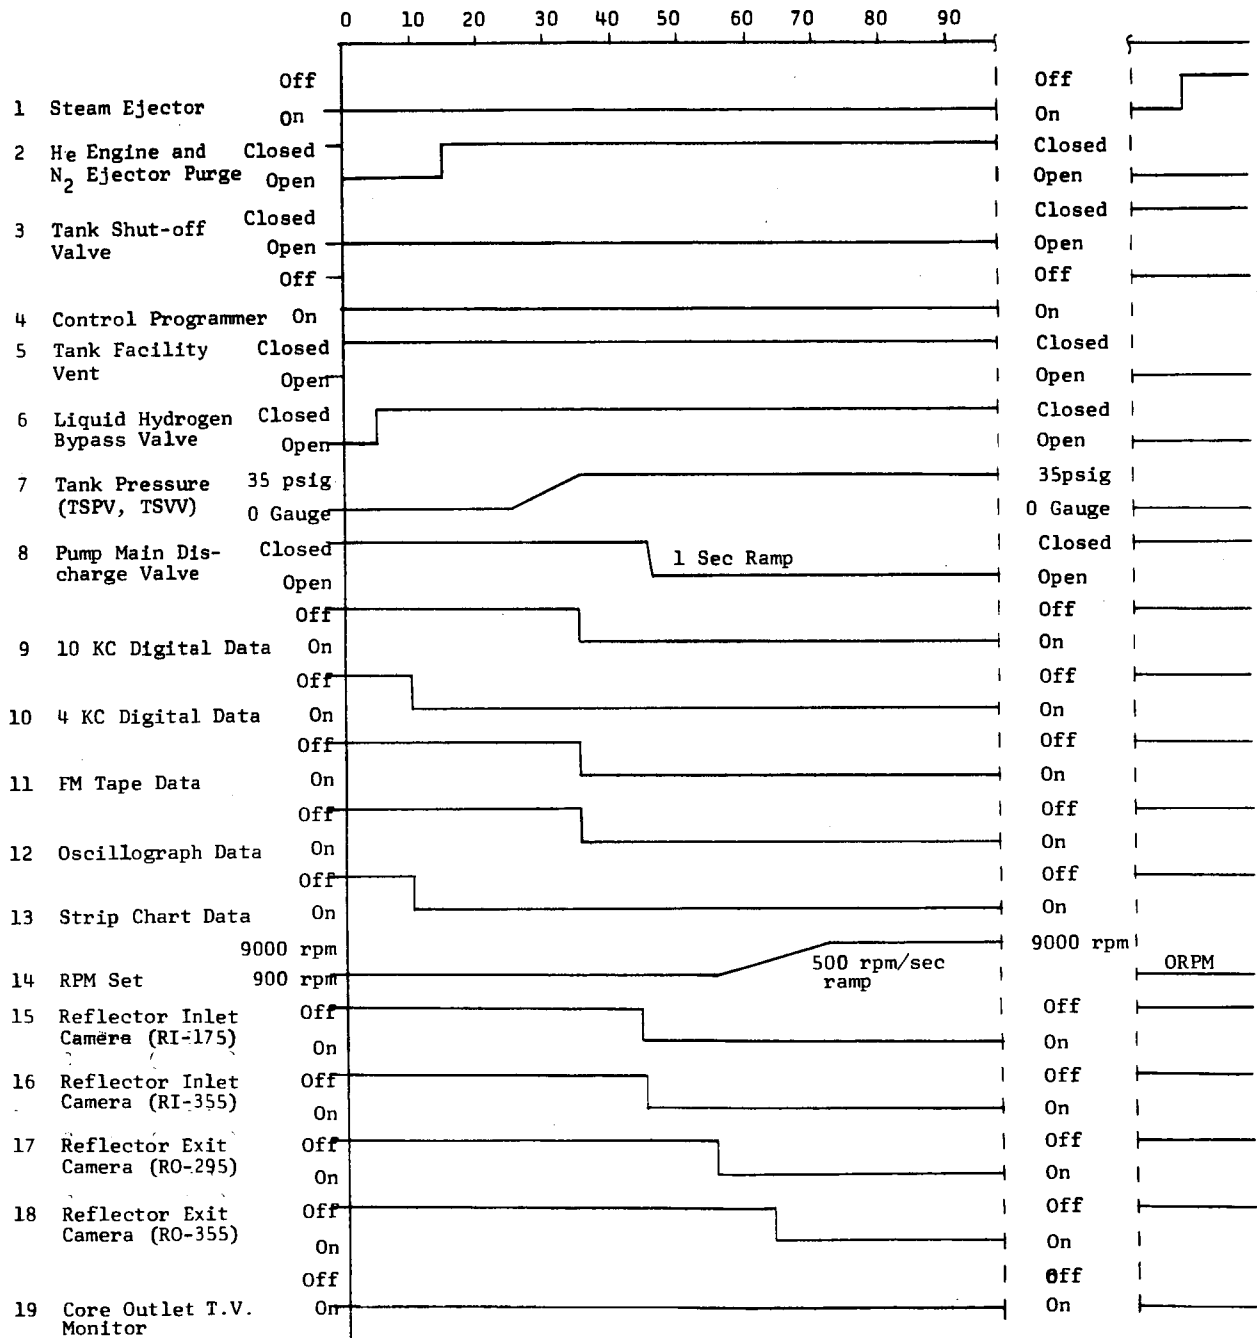 0 10 20 30 40 50 60 70 80 90
Off Off
1 Steam Ejector On On
2 He Engine and Closed Closed
N2 Ejector Purge Open Open
Closed Closed
3 Tank Shut-off
Valve Open Open
Off Off
4 Control Programmer On On
5 Tank Facility Closed Closed
Vent Open Open
6 Liquid Hydrogen Closed Closed
Bypass Valve Open Open
7 Tank Pressure 35 psig 35psig
(TSPV, TSVV) 0 Gauge 0 Gauge
8 Pump Main Dis- Closed 1 Sec Ramp Closed
charge Valve Open Open
Off Off
9 10 KC Digital Data On On
Off Off
10 4 KC Digital Data On On
Off Off
11 FM Tape Data On On
Off Off
12 Oscillograph Data On On
Off Off
13 Strip Chart Data On On
9000 rpm 9000 rpm
14 RPM Set 900 rpm 500 rpm/sec ORPM
ramp
15 Reflector Inlet Off Off
Camera (RI-175) On On
16 Reflector Inlet Off Off
Camera (RI-355) On On
17 Reflector Exit Off Off
Camera (RO-295) On On
18 Reflector Exit Off Off
Camera (RO-355) On On
Off Off
19 Core Outlet T.V. On On
Monitor